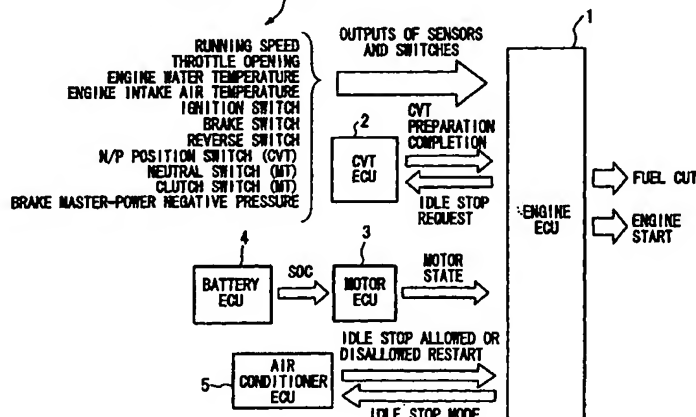 RUNNING SPEED
THROTTLE OPENING
ENGINE WATER TEMPERATURE
ENGINE INTAKE AIR TEMPERATURE
IGNITION SWITCH
BRAKE SWITCH
REVERSE SWITCH
N/P POSITION SWITCH (CVT)
NEUTRAL SWITCH (MT)
CLUTCH SWITCH (MT)
BRAKE MASTER-POWER NEGATIVE PRESSURE
OUTPUTS OF SENSORS
AND SWITCHES
1
2
CVT
ECU
CVT
PREPARATION
COMPLETION
IDLE STOP
REQUEST
ENGINE
ECU
FUEL CUT
ENGINE
START
4
BATTERY
ECU
SOC
3
MOTOR
ECU
MOTOR
STATE
5
AIR
CONDITIONER
ECU
IDLE STOP ALLOWED OR
DISALLOWED RESTART
IDLE STOP MODE